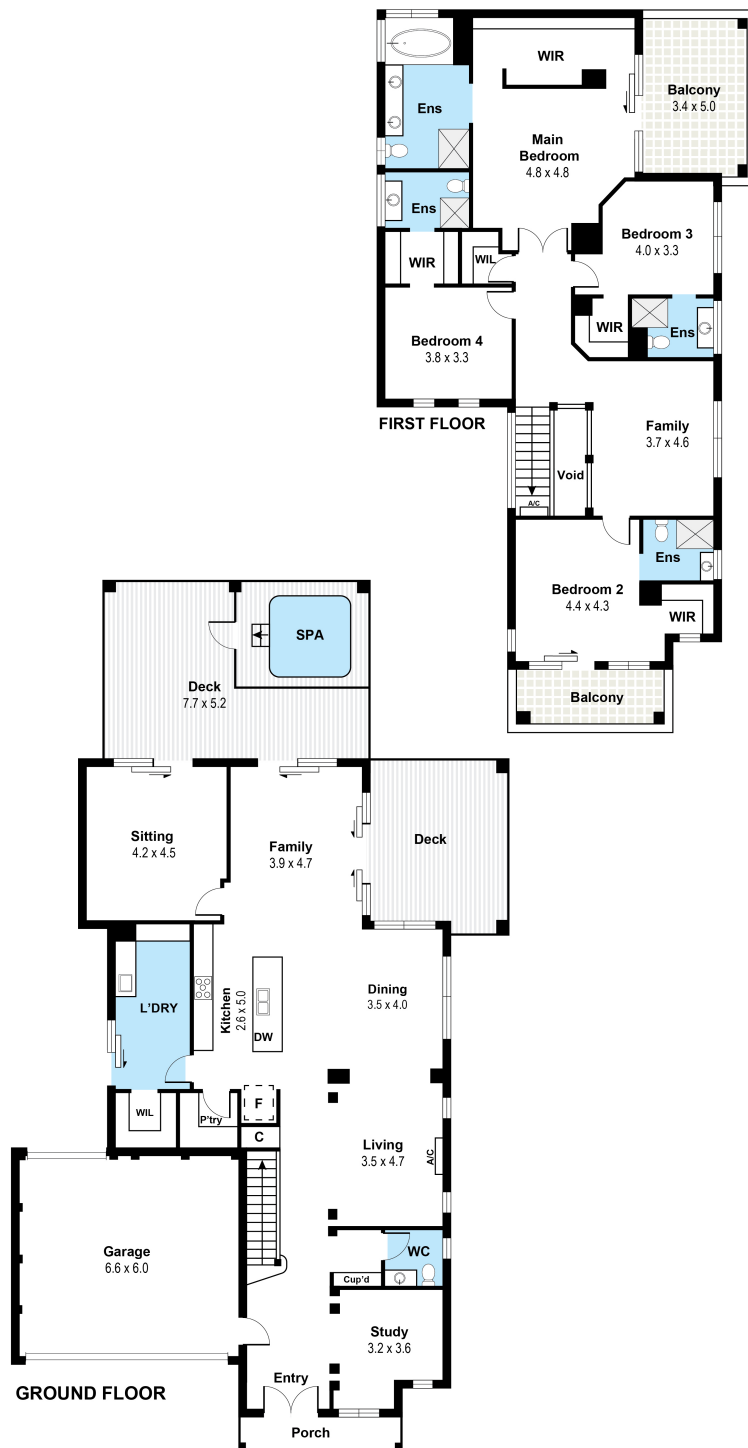 WIR
Balcony
3.4 x 5.0
Ens
Main
Bedroom
4.8 x 4.8
Ens
Bedroom 3
4.0 x 3.3
WIR
WIL
Bedroom 4
3.8 x 3.3
WIR
Ens
FIRST FLOOR
Family
3.7 x 4.6
Void
A/C
Ens
Bedroom 2
4.4 x 4.3
WIR
Balcony
SPA
Deck
7.7 x 5.2
Sitting
4.2 x 4.5
Family
3.9 x 4.7
Deck
L'DRY
Kitchen
2.6 x 5.0
DW
Dining
3.5 x 4.0
WIL
P'try
F
C
Living
3.5 x 4.7
A/C
Garage
6.6 x 6.0
WC
Cup'd
Study
3.2 x 3.6
Entry
GROUND FLOOR
Porch